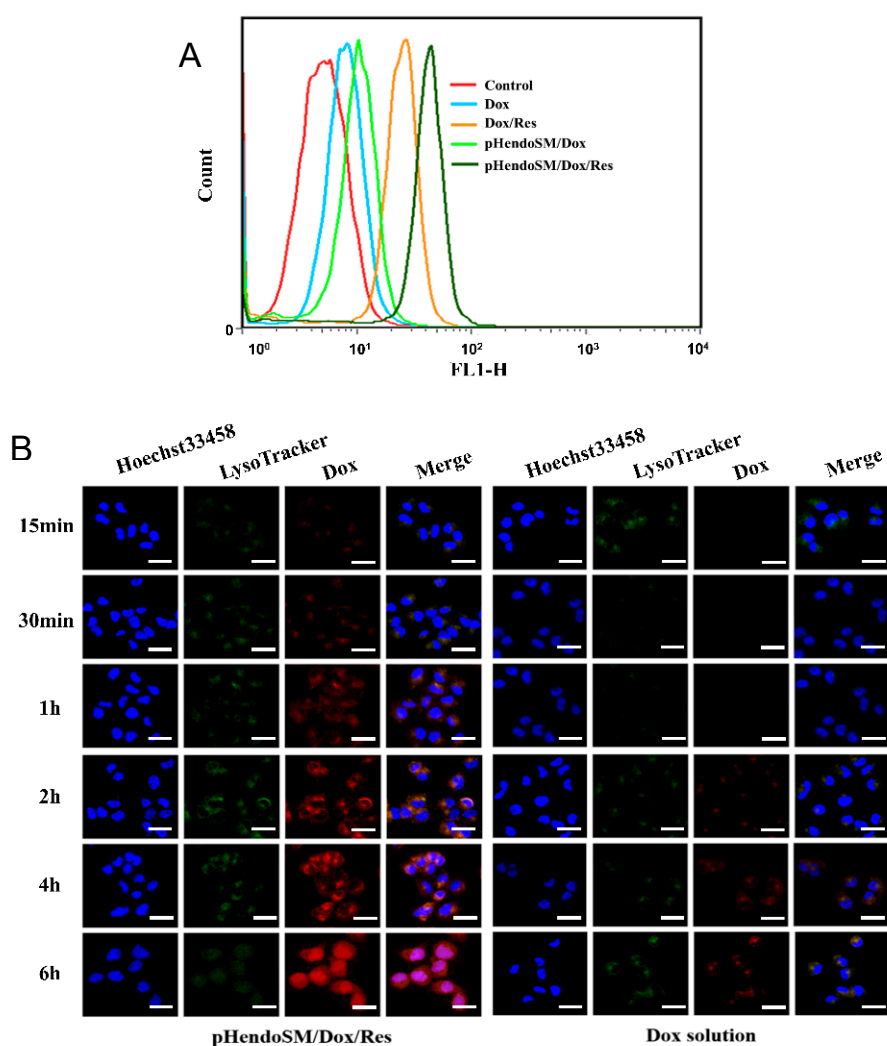 A
Control
Dox
Dox/Res
pHendoSM/Dox
pHendoSM/Dox/Res
Count
0
10⁰ 10¹ 10² 10³ 10⁴
FL1-H
B
Hoechst33458 LysoTracker Dox Merge Hoechst33458 LysoTracker Dox Merge
15min
30min
1h
2h
4h
6h
pHendoSM/Dox/Res Dox solution